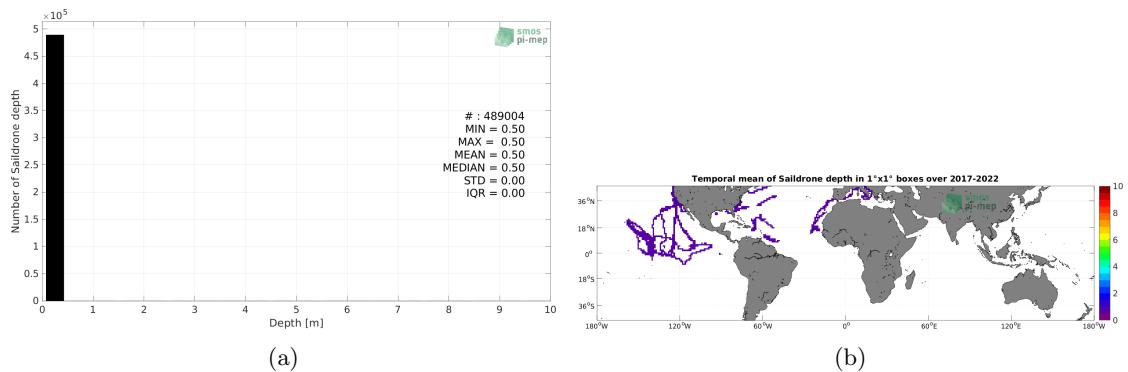 ×10⁵
5
4.5
4
3.5
3
2.5
2
1.5
1
0.5
0
Number of Saildrone depth
smos
pi-mep
# : 489004
MIN = 0.50
MAX = 0.50
MEAN = 0.50
MEDIAN = 0.50
STD = 0.00
IQR = 0.00
0 1 2 3 4 5 6 7 8 9 10
Depth [m]
(a)
Temporal mean of Saildrone depth in 1°x1° boxes over 2017-2022
smos
pi-mep
36°N
18°N
0°
18°S
36°S
180°W 120°W 60°W 0° 60°E 120°E 180°W
10
8
6
4
2
0
(b)